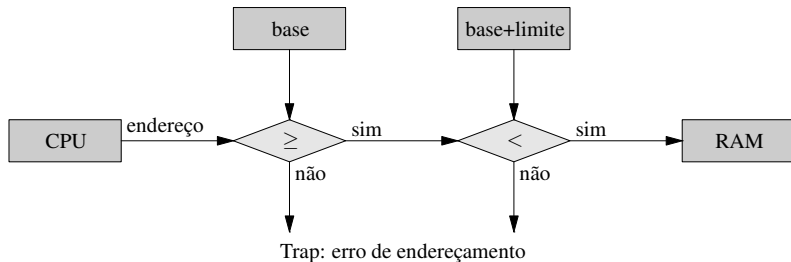 base
base+limite
CPU
endereço
≥
sim
<
sim
RAM
não
não
Trap: erro de endereçamento